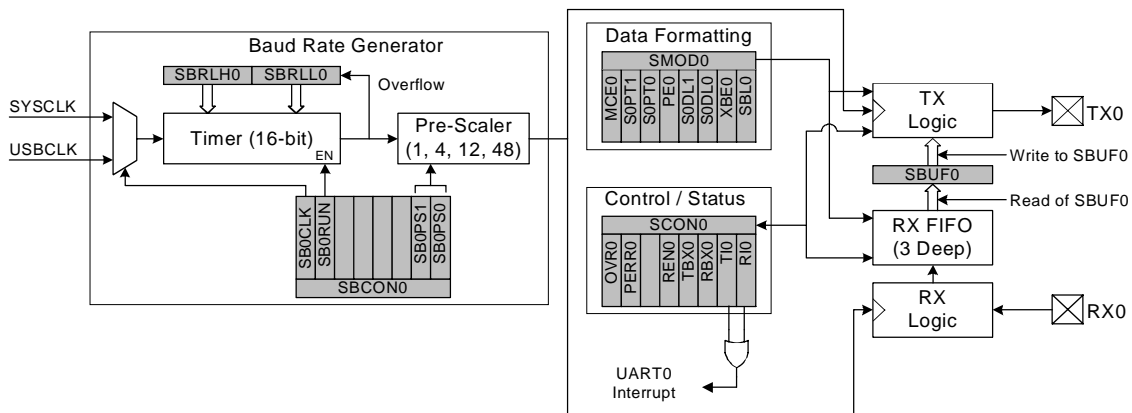 Baud Rate Generator
SBRLH0 SBRLL0
Overflow
SYSCLK
USBCLK
Timer (16-bit)
EN
Pre-Scaler
(1, 4, 12, 48)
SB0CLK
SB0RUN
SB0PS1
SB0PS0
SBCON0
Data Formatting
SMOD0
MCE0
S0PT1
S0PT0
PE0
S0DL1
S0DL0
XBE0
SBL0
Control / Status
SCON0
OVR0
PERR0
REN0
TBX0
RBX0
TI0
RI0
UART0
Interrupt
TX
Logic
TX0
Write to SBUF0
SBUF0
Read of SBUF0
RX FIFO
(3 Deep)
RX
Logic
RX0